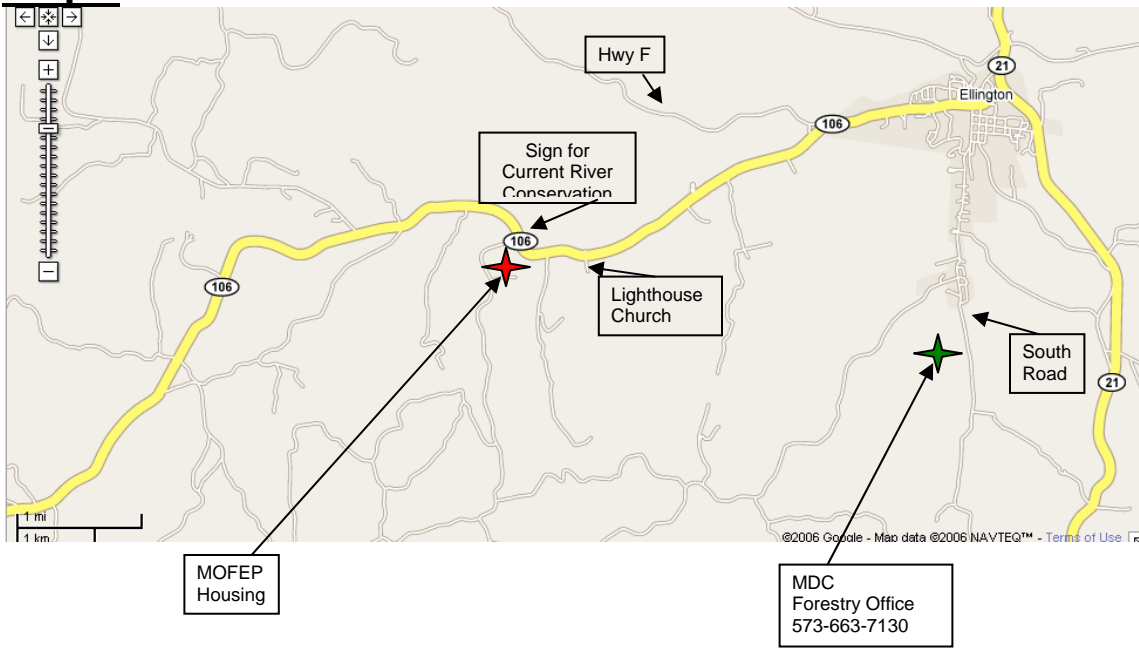 Hwy F
21
Ellington
106
Sign for
Current River
Conservation
106
Lighthouse
Church
106
South
Road
21
1 mi
1 km
©2006 Google - Map data ©2006 NAVTEQ™ - Terms of Use
MOFEP
Housing
MDC
Forestry Office
573-663-7130